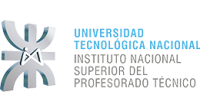 UNIVERSIDAD
TECNOLÓGICA NACIONAL
INSTITUTO NACIONAL
SUPERIOR DEL
PROFESORADO TÉCNICO